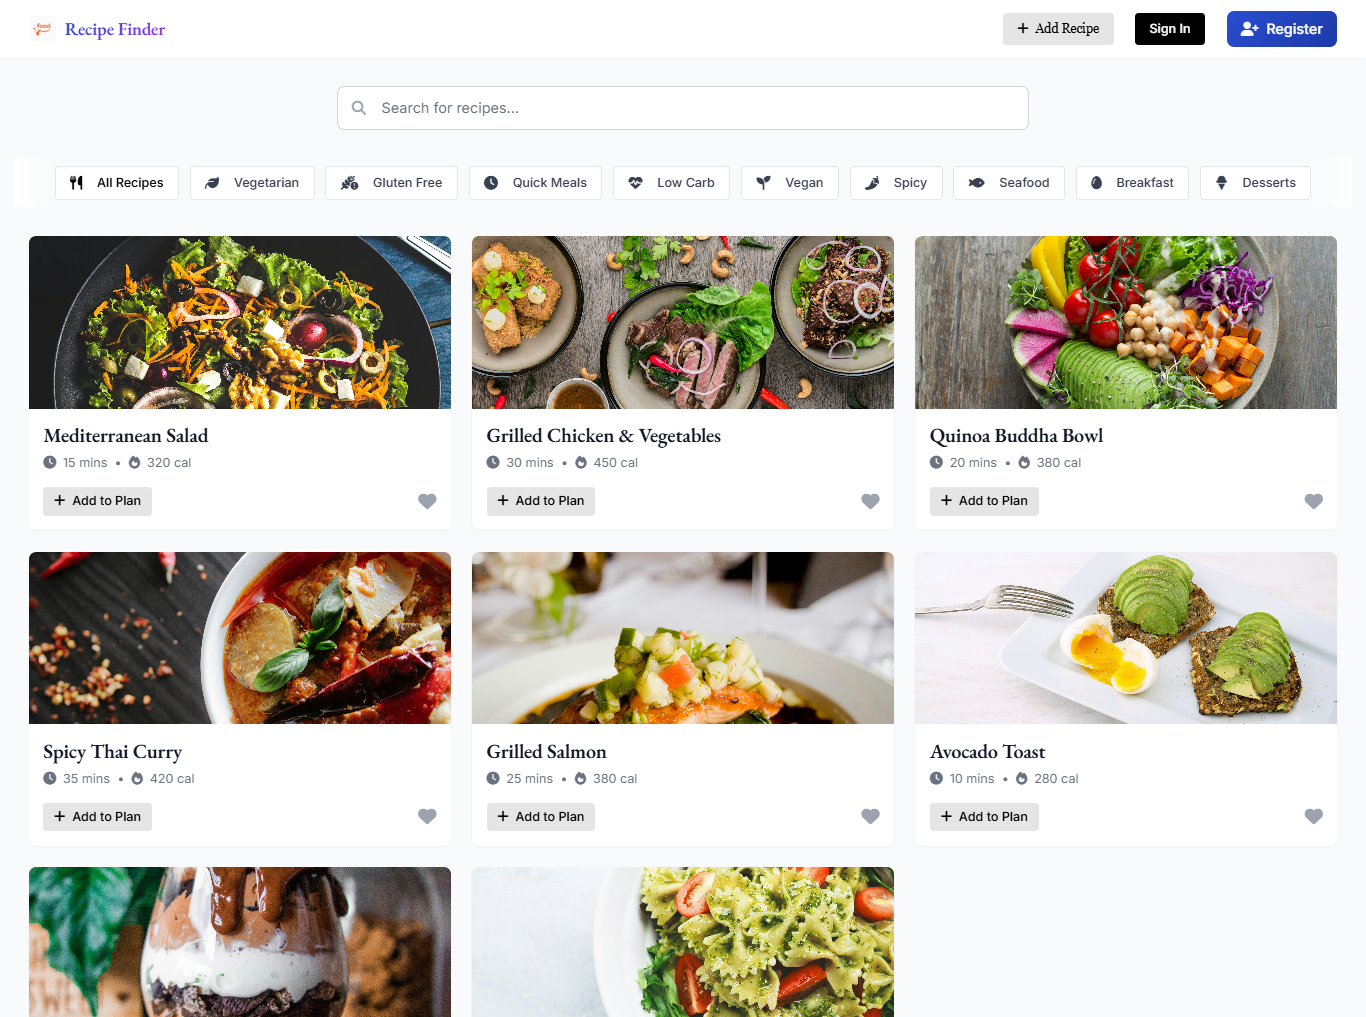 food
Recipe Finder
Add Recipe
Sign In
Register
Search for recipes...
All Recipes
Vegetarian
Gluten Free
Quick Meals
Low Carb
Vegan
Spicy
Seafood
Breakfast
Desserts
Mediterranean Salad
15 mins • 320 cal
Add to Plan
Grilled Chicken & Vegetables
30 mins • 450 cal
Add to Plan
Quinoa Buddha Bowl
20 mins • 380 cal
Add to Plan
Spicy Thai Curry
35 mins • 420 cal
Add to Plan
Grilled Salmon
25 mins • 380 cal
Add to Plan
Avocado Toast
10 mins • 280 cal
Add to Plan